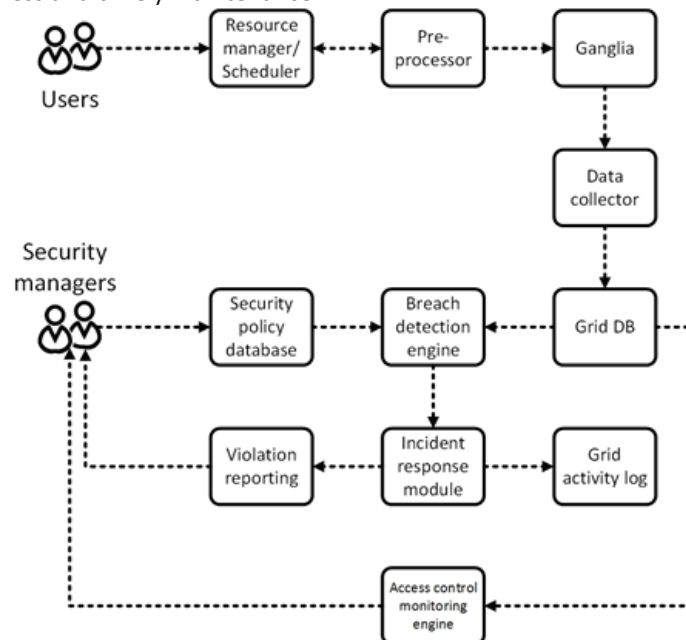 Resource
manager/
Scheduler
Pre-
processor
Ganglia
Users
Data
collector
Security
managers
Security
policy
database
Breach
detection
engine
Grid DB
Violation
reporting
Incident
response
module
Grid
activity log
Access control
monitoring
engine